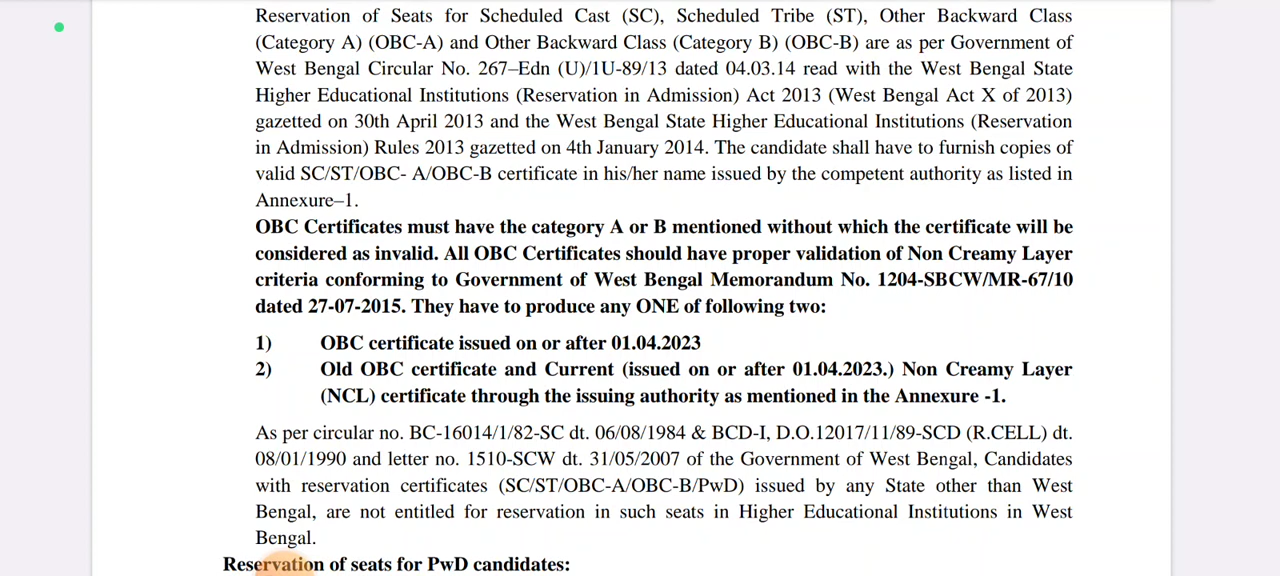 Reservation of Seats for Scheduled Cast (SC), Scheduled Tribe (ST), Other Backward Class
(Category A) (OBC-A) and Other Backward Class (Category B) (OBC-B) are as per Government of
West Bengal Circular No. 267–Edn (U)/1U-89/13 dated 04.03.14 read with the West Bengal State
Higher Educational Institutions (Reservation in Admission) Act 2013 (West Bengal Act X of 2013)
gazetted on 30th April 2013 and the West Bengal State Higher Educational Institutions (Reservation
in Admission) Rules 2013 gazetted on 4th January 2014. The candidate shall have to furnish copies of
valid SC/ST/OBC- A/OBC-B certificate in his/her name issued by the competent authority as listed in
Annexure–1.
OBC Certificates must have the category A or B mentioned without which the certificate will be
considered as invalid. All OBC Certificates should have proper validation of Non Creamy Layer
criteria conforming to Government of West Bengal Memorandum No. 1204-SBCW/MR-67/10
dated 27-07-2015. They have to produce any ONE of following two:
1) OBC certificate issued on or after 01.04.2023
2) Old OBC certificate and Current (issued on or after 01.04.2023.) Non Creamy Layer
(NCL) certificate through the issuing authority as mentioned in the Annexure -1.
As per circular no. BC-16014/1/82-SC dt. 06/08/1984 & BCD-I, D.O.12017/11/89-SCD (R.CELL) dt.
08/01/1990 and letter no. 1510-SCW dt. 31/05/2007 of the Government of West Bengal, Candidates
with reservation certificates (SC/ST/OBC-A/OBC-B/PwD) issued by any State other than West
Bengal, are not entitled for reservation in such seats in Higher Educational Institutions in West
Bengal.
Reservation of seats for PwD candidates: